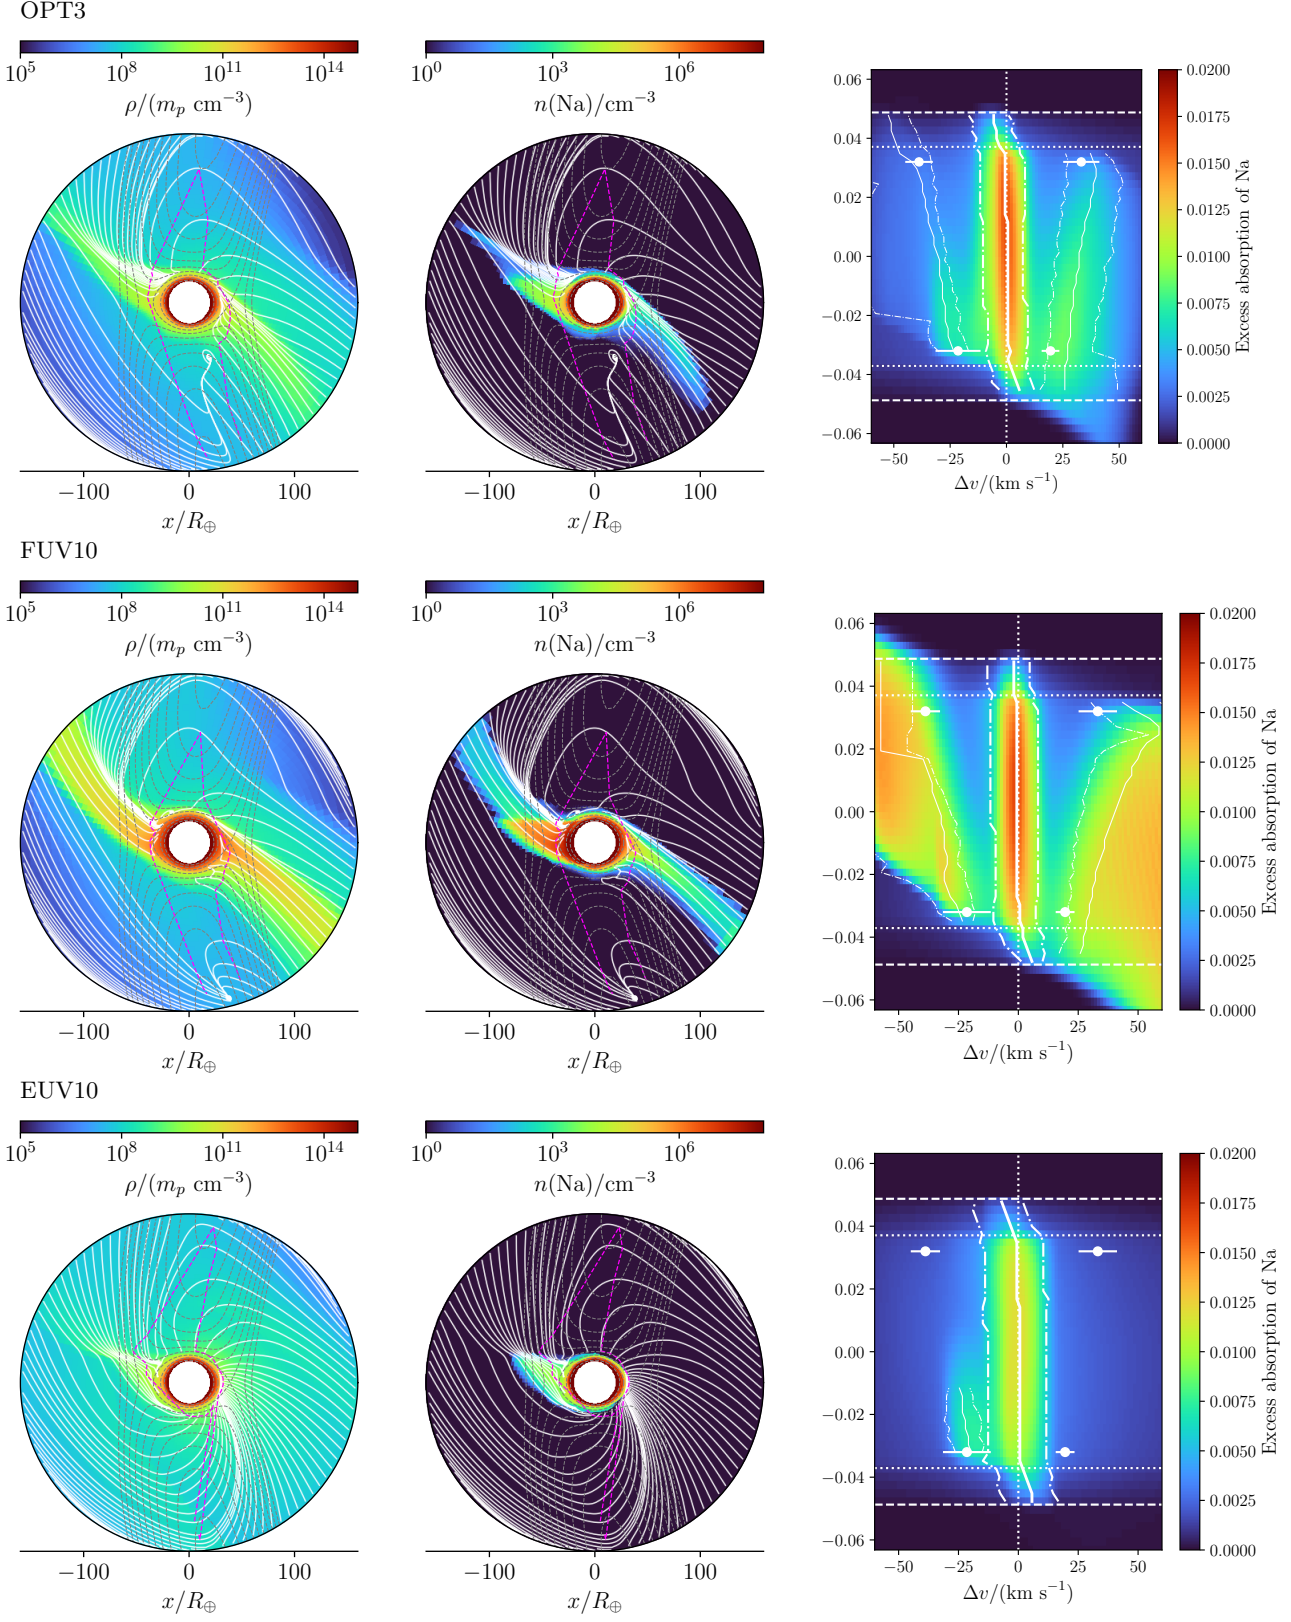 OPT3
10^5 10^8 10^11 10^14
ρ/(m_p cm^−3)
10^0 10^3 10^6
n(Na)/cm^−3
−100 0 100
x/R_⊕
−100 0 100
x/R_⊕
0.06
0.04
0.02
0.00
−0.02
−0.04
−0.06
−50 −25 0 25 50
Δv/(km s^−1)
0.0200
0.0175
0.0150
0.0125
0.0100
0.0075
0.0050
0.0025
0.0000
Excess absorption of Na
FUV10
10^5 10^8 10^11 10^14
ρ/(m_p cm^−3)
10^0 10^3 10^6
n(Na)/cm^−3
−100 0 100
x/R_⊕
−100 0 100
x/R_⊕
0.06
0.04
0.02
0.00
−0.02
−0.04
−0.06
−50 −25 0 25 50
Δv/(km s^−1)
0.0200
0.0175
0.0150
0.0125
0.0100
0.0075
0.0050
0.0025
0.0000
Excess absorption of Na
EUV10
10^5 10^8 10^11 10^14
ρ/(m_p cm^−3)
10^0 10^3 10^6
n(Na)/cm^−3
−100 0 100
x/R_⊕
−100 0 100
x/R_⊕
0.06
0.04
0.02
0.00
−0.02
−0.04
−0.06
−50 −25 0 25 50
Δv/(km s^−1)
0.0200
0.0175
0.0150
0.0125
0.0100
0.0075
0.0050
0.0025
0.0000
Excess absorption of Na